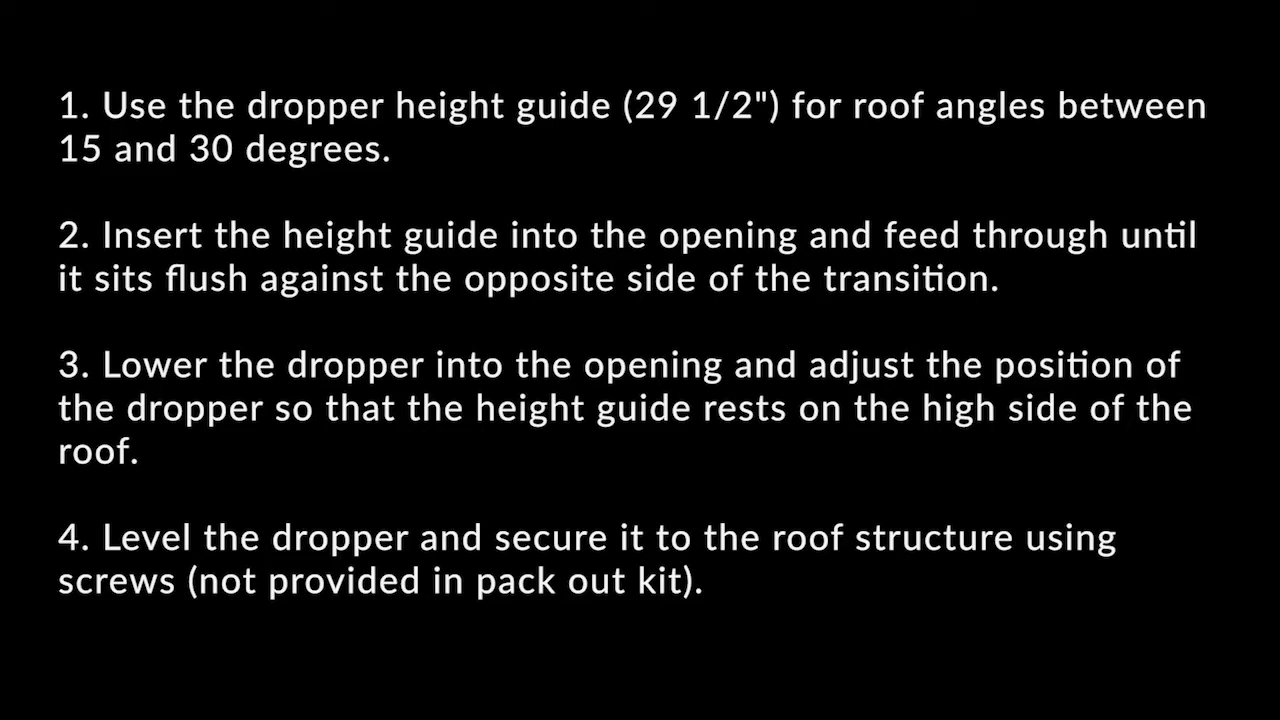 1. Use the dropper height guide (29 1/2") for roof angles between
15 and 30 degrees.
2. Insert the height guide into the opening and feed through until
it sits flush against the opposite side of the transition.
3. Lower the dropper into the opening and adjust the position of
the dropper so that the height guide rests on the high side of the
roof.
4. Level the dropper and secure it to the roof structure using
screws (not provided in pack out kit).